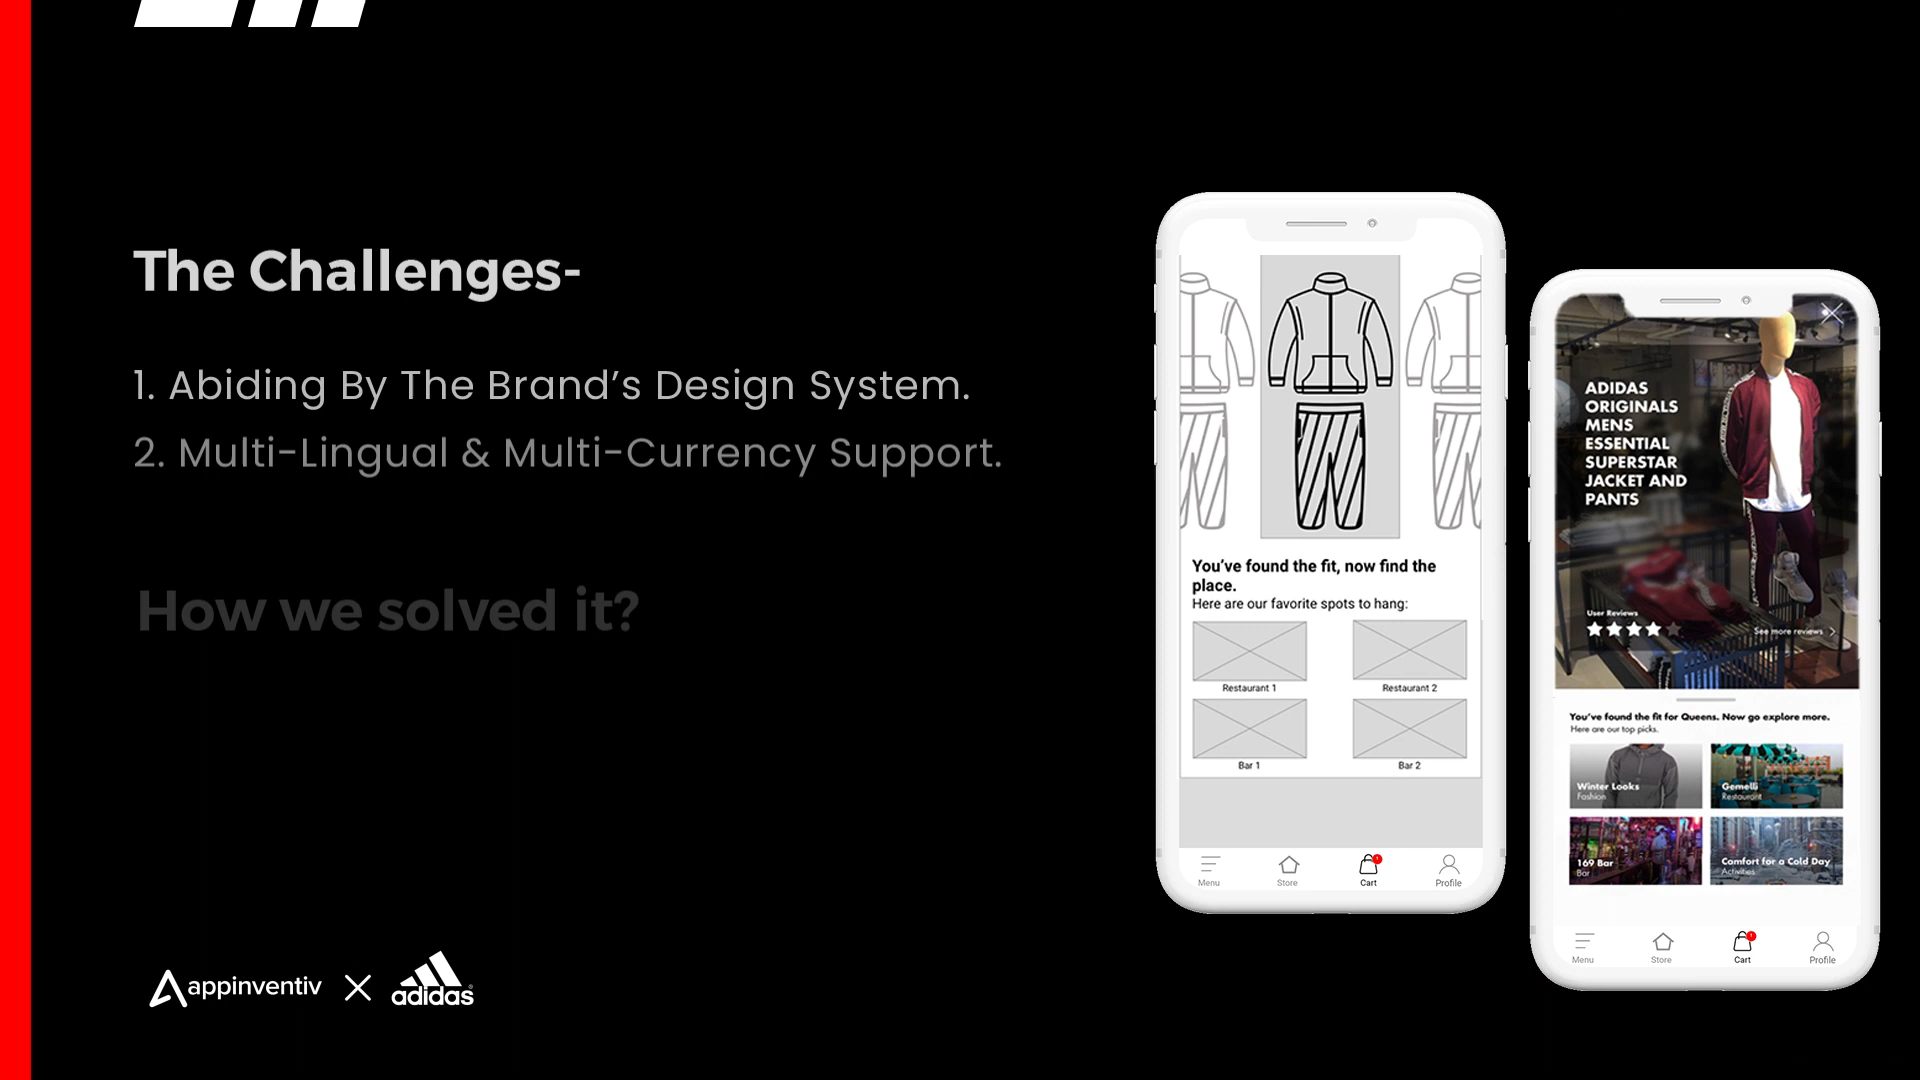 The Challenges-
1. Abiding By The Brand’s Design System.
2. Multi-Lingual & Multi-Currency Support.
How we solved it?
appinventiv
adidas
You’ve found the fit, now find the
place.
Here are our favorite spots to hang:
Restaurant 1
Restaurant 2
Bar 1
Bar 2
Menu
Store
Cart
Profile
ADIDAS
ORIGINALS
MENS
ESSENTIAL
SUPERSTAR
JACKET AND
PANTS
User Reviews
See more reviews
You’ve found the fit for Queens. Now go explore more.
Here are our top picks.
Winter Looks
Fashion
Gemelli
Restaurant
169 Bar
Bar
Comfort for a Cold Day
Activities
Menu
Store
Cart
Profile